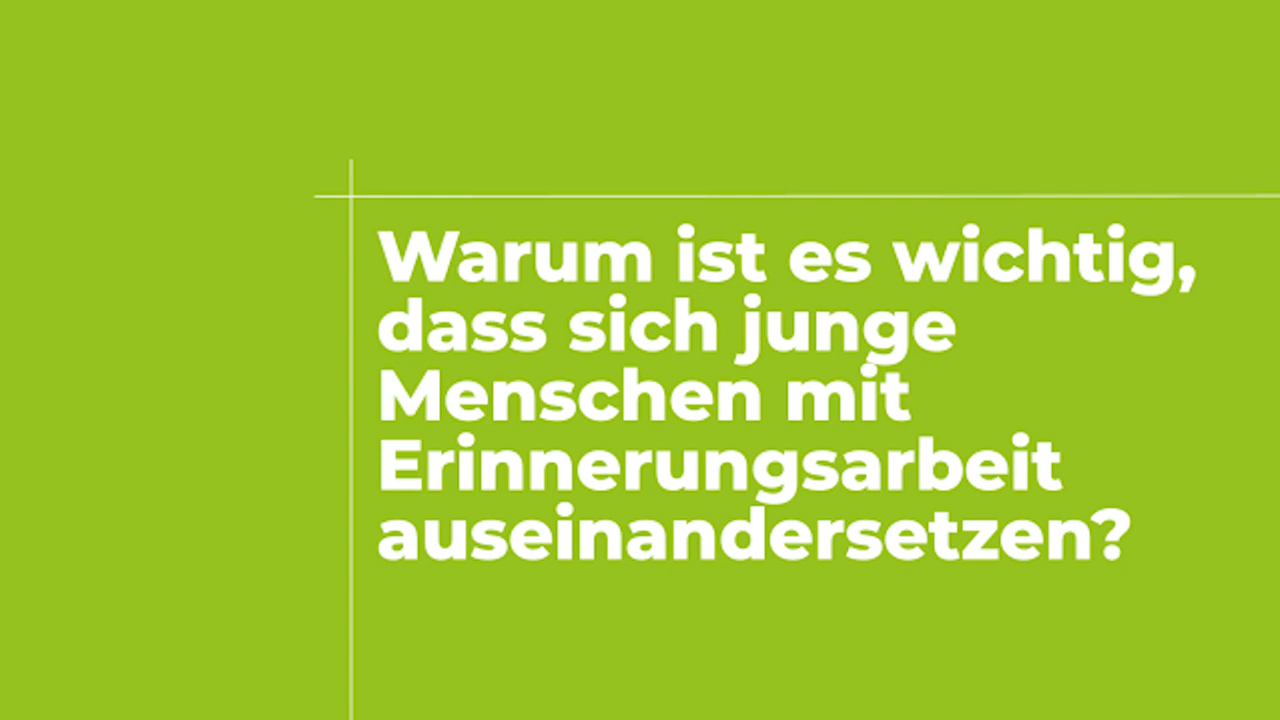 Warum ist es wichtig,
dass sich junge
Menschen mit
Erinnerungsarbeit
auseinandersetzen?